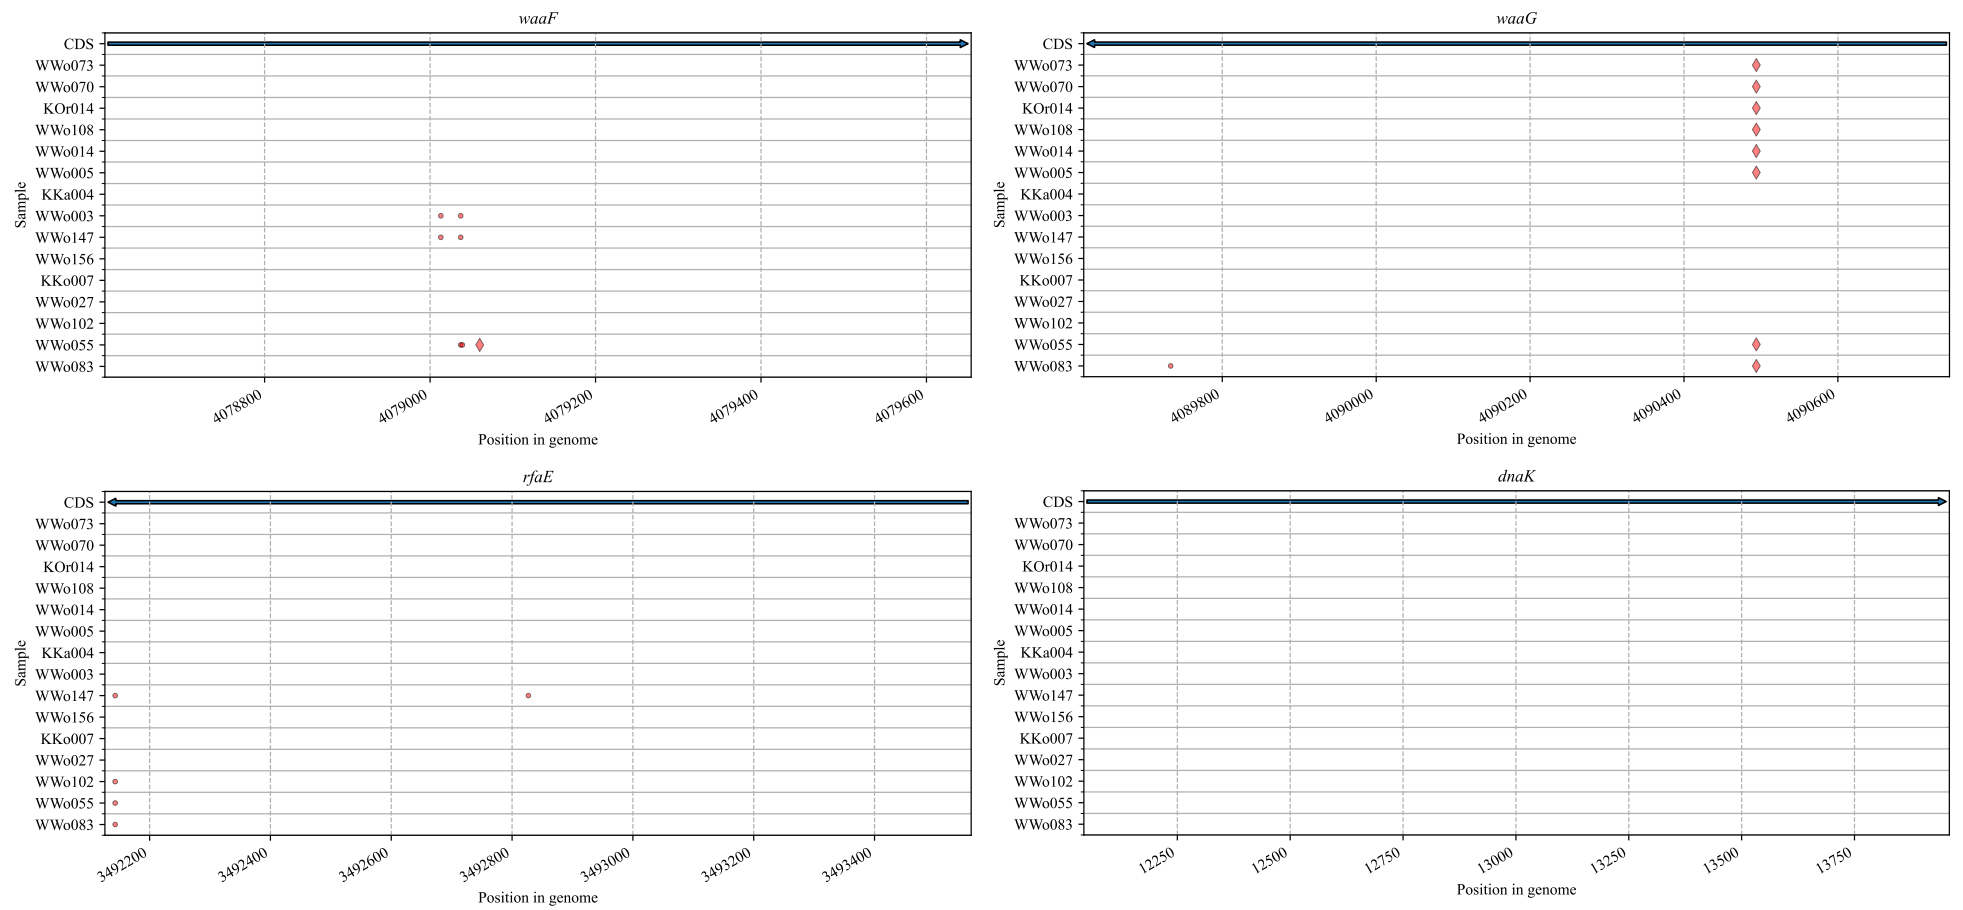 waaF
CDS
WWo073
WWo070
KOr014
WWo108
WWo014
WWo005
KKa004
WWo003
WWo147
WWo156
KKo007
WWo027
WWo102
WWo055
WWo083
Sample
4078800
4079000
4079200
4079400
4079600
Position in genome
waaG
CDS
WWo073
WWo070
KOr014
WWo108
WWo014
WWo005
KKa004
WWo003
WWo147
WWo156
KKo007
WWo027
WWo102
WWo055
WWo083
Sample
4089800
4090000
4090200
4090400
4090600
Position in genome
rfaE
CDS
WWo073
WWo070
KOr014
WWo108
WWo014
WWo005
KKa004
WWo003
WWo147
WWo156
KKo007
WWo027
WWo102
WWo055
WWo083
Sample
3492200
3492400
3492600
3492800
3493000
3493200
3493400
Position in genome
dnaK
CDS
WWo073
WWo070
KOr014
WWo108
WWo014
WWo005
KKa004
WWo003
WWo147
WWo156
KKo007
WWo027
WWo102
WWo055
WWo083
Sample
12250
12500
12750
13000
13250
13500
13750
Position in genome